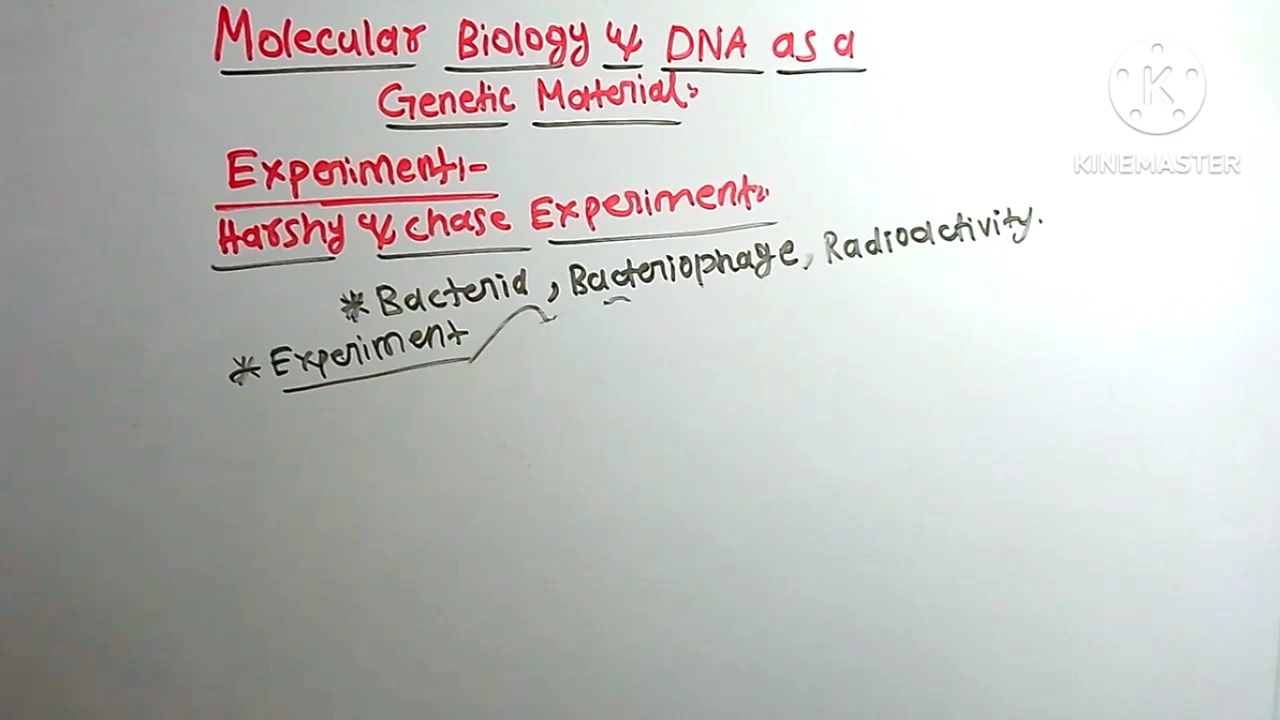 Molecular Biology & DNA as a
Genetic Material:
Experiment:-
Harshy & chase Experiment:
* Bacteria, Bacteriophage, Radioactivity.
* Experiment
K
KINEMASTER